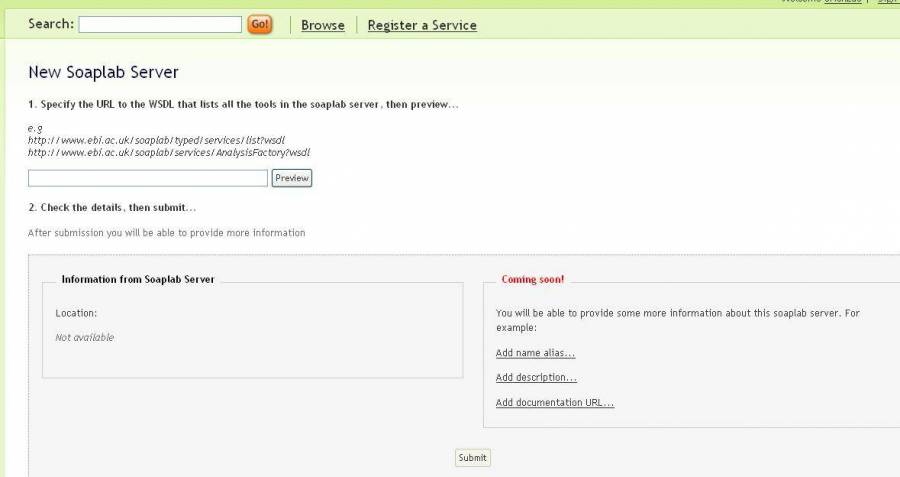 Welcome
Search: Go! Browse Register a Service
New Soaplab Server
1. Specify the URL to the WSDL that lists all the tools in the soaplab server, then preview...
e.g
http://www.ebi.ac.uk/soaplab/typed/services/list?wsdl
http://www.ebi.ac.uk/soaplab/services/AnalysisFactory?wsdl
Preview
2. Check the details, then submit...
After submission you will be able to provide more information
Information from Soaplab Server
Location:
Not available
Coming soon!
You will be able to provide some more information about this soaplab server. For
example:
Add name alias...
Add description...
Add documentation URL...
Submit